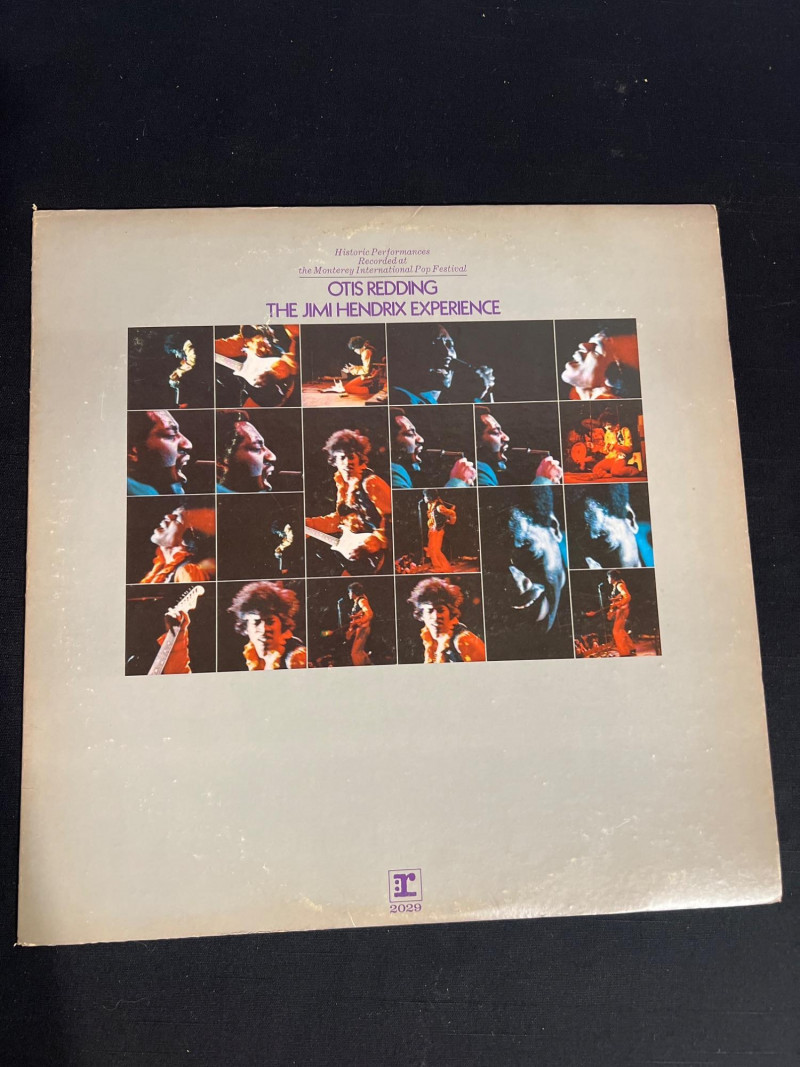 Historic Performances
Recorded at
the Monterey International Pop Festival
OTIS REDDING
THE JIMI HENDRIX EXPERIENCE
r
2029